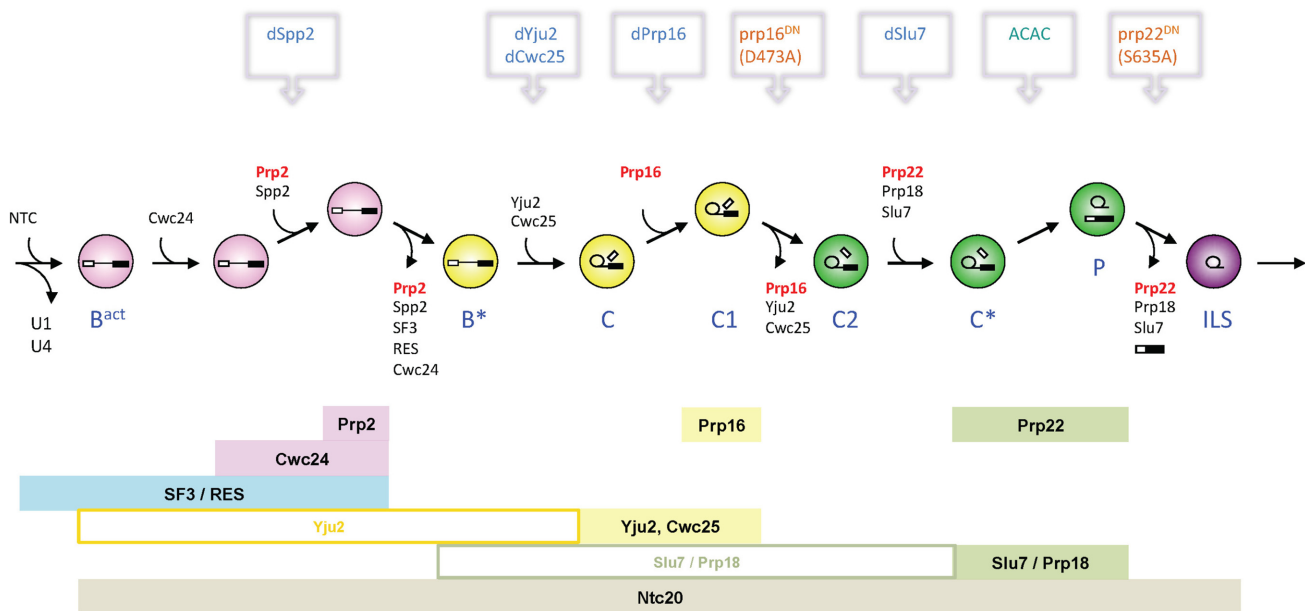 dSpp2
dYju2
dCwc25
dPrp16
prp16DN
(D473A)
dSlu7
ACAC
prp22DN
(S635A)
NTC
U1
U4
Bact
Cwc24
Prp2
Spp2
Prp2
Spp2
SF3
RES
Cwc24
B*
Yju2
Cwc25
C
Prp16
C1
Prp16
Yju2
Cwc25
C2
Prp22
Prp18
Slu7
C*
P
Prp22
Prp18
Slu7
ILS
Prp2
Prp16
Prp22
Cwc24
SF3 / RES
Yju2
Yju2, Cwc25
Slu7 / Prp18
Slu7 / Prp18
Ntc20